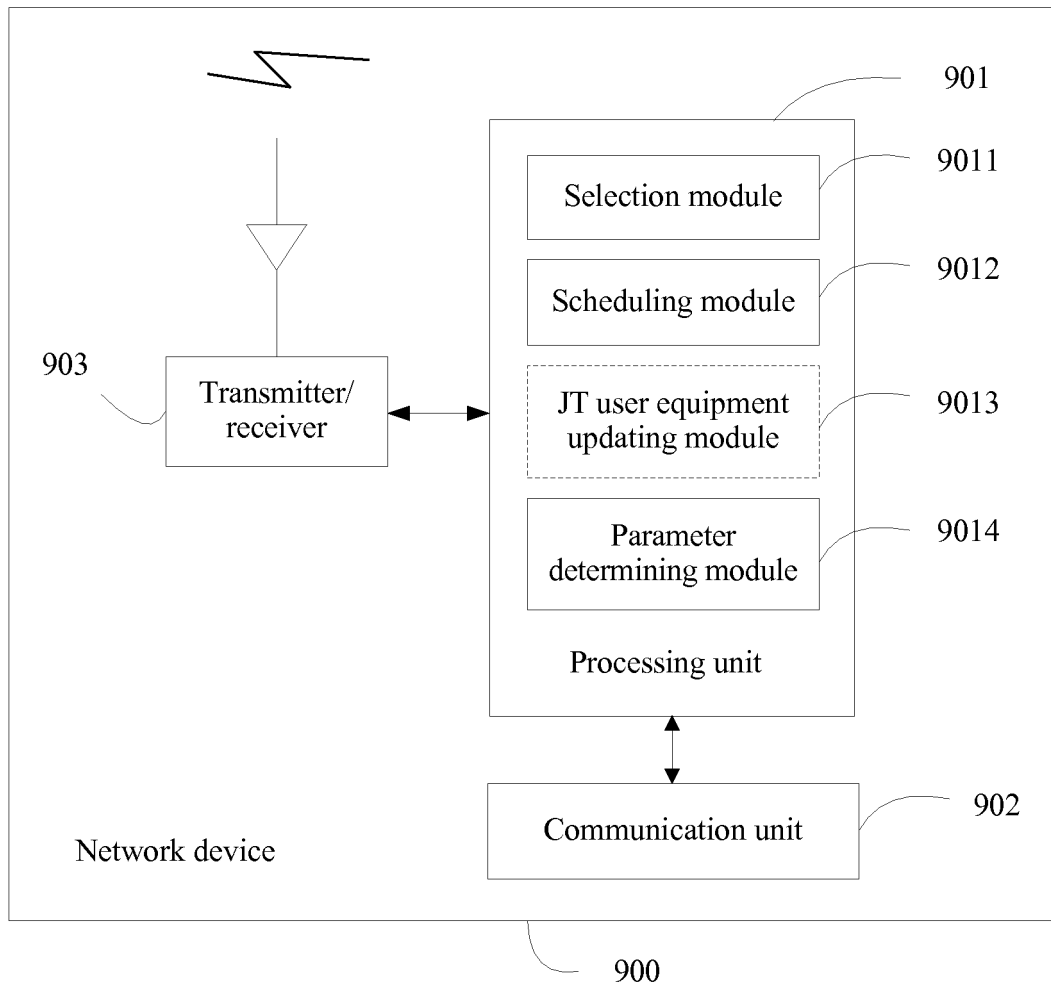 901
9011
Selection module
9012
Scheduling module
903
Transmitter/
receiver
9013
JT user equipment
updating module
9014
Parameter
determining module
Processing unit
902
Communication unit
Network device
900